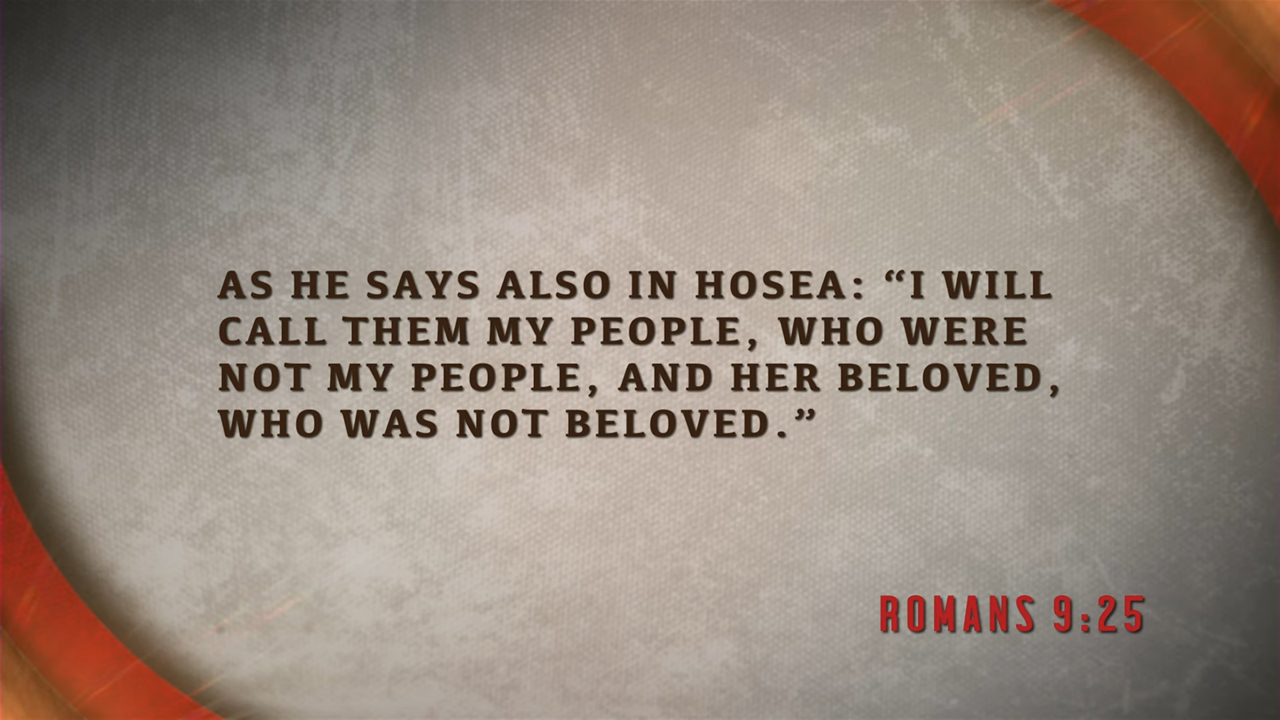 AS HE SAYS ALSO IN HOSEA: “I WILL
CALL THEM MY PEOPLE, WHO WERE
NOT MY PEOPLE, AND HER BELOVED,
WHO WAS NOT BELOVED.”
ROMANS 9:25